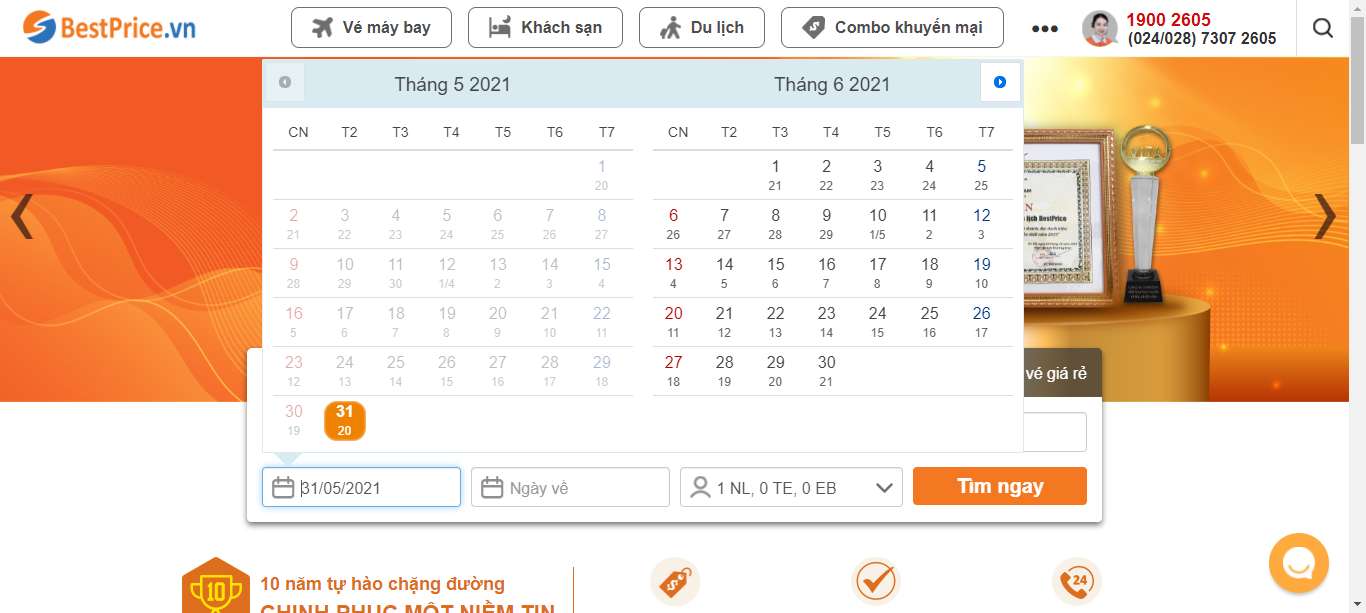 BestPrice.vn
Vé máy bay
Khách sạn
Du lịch
Combo khuyến mại
1900 2605
(024/028) 7307 2605
Tháng 5 2021
CN T2 T3 T4 T5 T6 T7
1
20
2 3 4 5 6 7 8
21 22 23 24 25 26 27
9 10 11 12 13 14 15
28 29 30 1/4 2 3 4
16 17 18 19 20 21 22
5 6 7 8 9 10 11
23 24 25 26 27 28 29
12 13 14 15 16 17 18
30 31
19 20
Tháng 6 2021
CN T2 T3 T4 T5 T6 T7
1 2 3 4 5
21 22 23 24 25
6 7 8 9 10 11 12
26 27 28 29 1/5 2 3
13 14 15 16 17 18 19
4 5 6 7 8 9 10
20 21 22 23 24 25 26
11 12 13 14 15 16 17
27 28 29 30
18 19 20 21
VITA
lịch BestPrice
vé giá rẻ
31/05/2021
Ngày về
1 NL, 0 TE, 0 EB
Tìm ngay
10
10 năm tự hào chặng đường
CHINH PHỤC MỘT NIỀM TIN
24